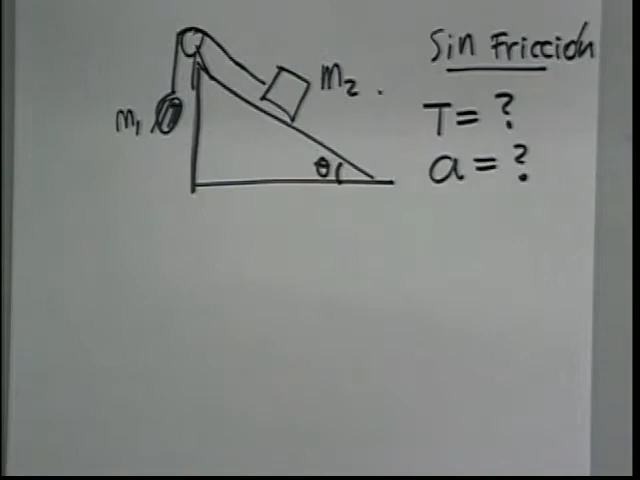 Sin Fricción
m₂ .
T = ?
m₁
a = ?
θ